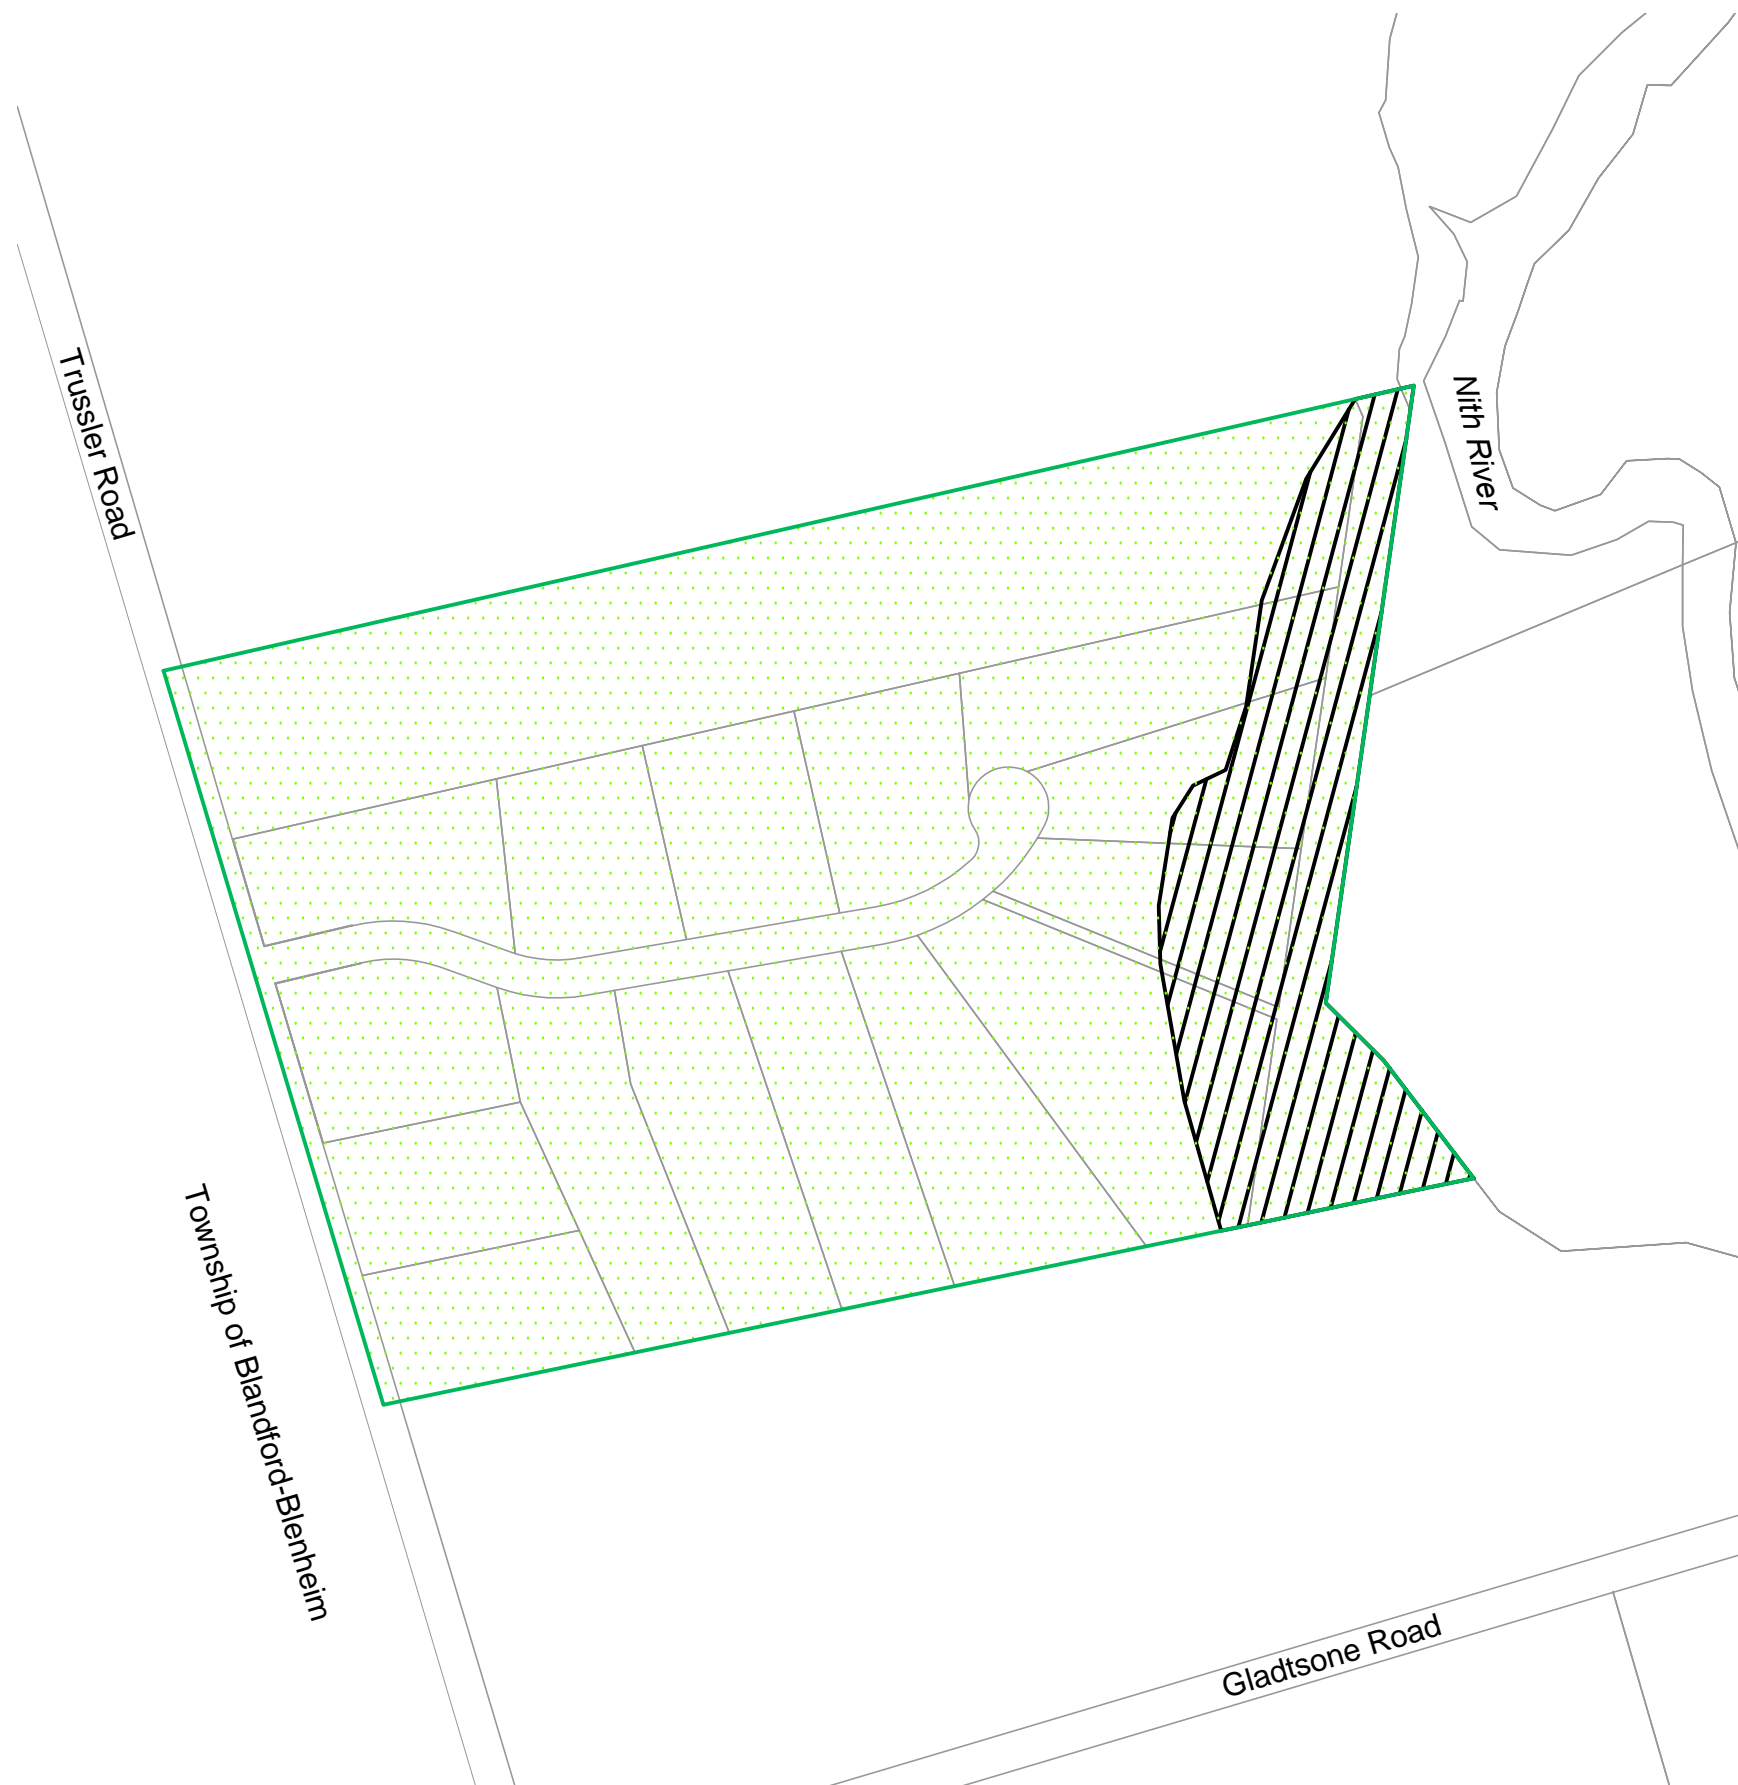 Trussler Road
Nith River
Township of Blandford-Blenheim
Gladtsone Road